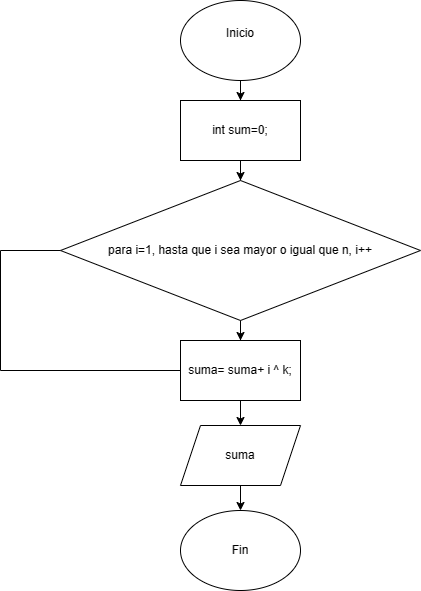 Inicio
int sum=0;
para i=1, hasta que i sea mayor o igual que n, i++
suma= suma+ i ^ k;
suma
Fin